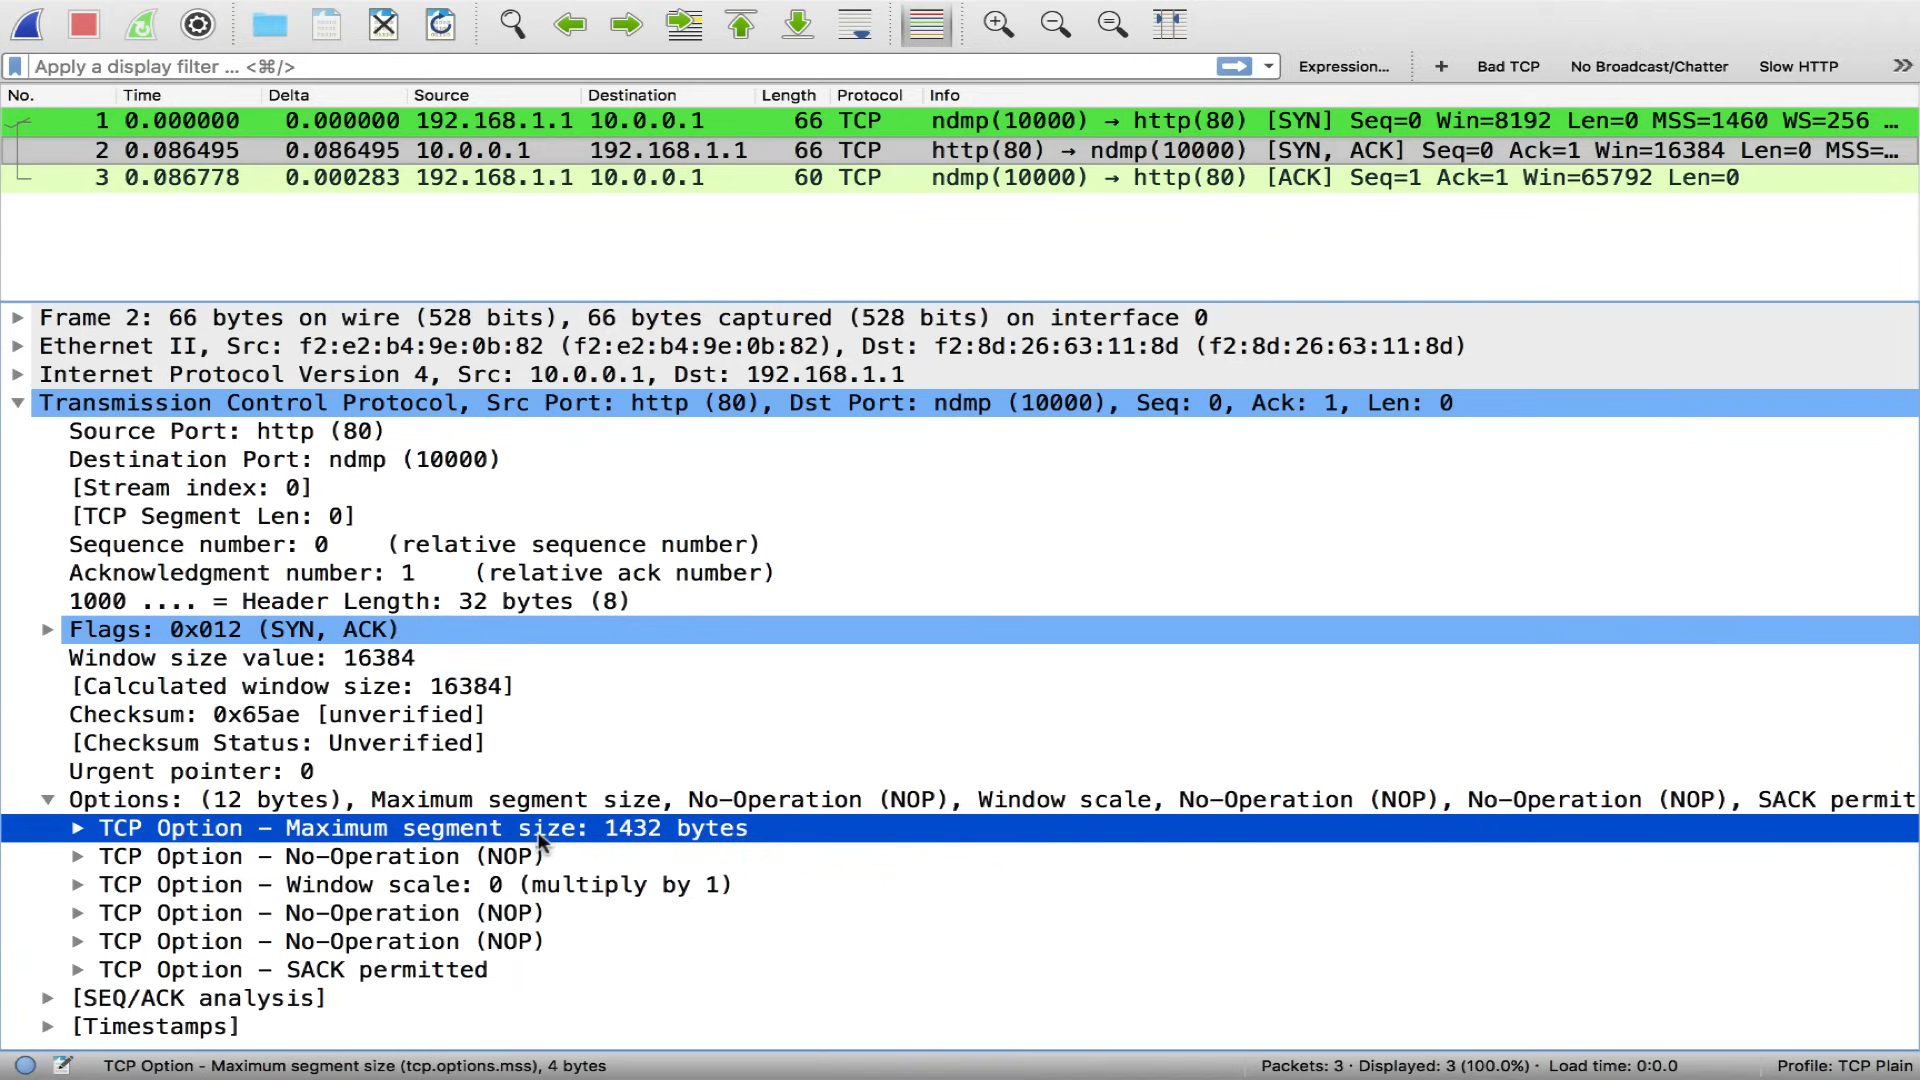 Apply a display filter ... <⌘/>
Expression... + Bad TCP No Broadcast/Chatter Slow HTTP
No. Time Delta Source Destination Length Protocol Info
1 0.000000 0.000000 192.168.1.1 10.0.0.1 66 TCP ndmp(10000) → http(80) [SYN] Seq=0 Win=8192 Len=0 MSS=1460 WS=256 …
2 0.086495 0.086495 10.0.0.1 192.168.1.1 66 TCP http(80) → ndmp(10000) [SYN, ACK] Seq=0 Ack=1 Win=16384 Len=0 MSS=…
3 0.086778 0.000283 192.168.1.1 10.0.0.1 60 TCP ndmp(10000) → http(80) [ACK] Seq=1 Ack=1 Win=65792 Len=0
Frame 2: 66 bytes on wire (528 bits), 66 bytes captured (528 bits) on interface 0
Ethernet II, Src: f2:e2:b4:9e:0b:82 (f2:e2:b4:9e:0b:82), Dst: f2:8d:26:63:11:8d (f2:8d:26:63:11:8d)
Internet Protocol Version 4, Src: 10.0.0.1, Dst: 192.168.1.1
Transmission Control Protocol, Src Port: http (80), Dst Port: ndmp (10000), Seq: 0, Ack: 1, Len: 0
Source Port: http (80)
Destination Port: ndmp (10000)
[Stream index: 0]
[TCP Segment Len: 0]
Sequence number: 0    (relative sequence number)
Acknowledgment number: 1    (relative ack number)
1000 .... = Header Length: 32 bytes (8)
Flags: 0x012 (SYN, ACK)
Window size value: 16384
[Calculated window size: 16384]
Checksum: 0x65ae [unverified]
[Checksum Status: Unverified]
Urgent pointer: 0
Options: (12 bytes), Maximum segment size, No-Operation (NOP), Window scale, No-Operation (NOP), No-Operation (NOP), SACK permit
TCP Option - Maximum segment size: 1432 bytes
TCP Option - No-Operation (NOP)
TCP Option - Window scale: 0 (multiply by 1)
TCP Option - No-Operation (NOP)
TCP Option - No-Operation (NOP)
TCP Option - SACK permitted
[SEQ/ACK analysis]
[Timestamps]
TCP Option - Maximum segment size (tcp.options.mss), 4 bytes
Packets: 3 · Displayed: 3 (100.0%) · Load time: 0:0.0
Profile: TCP Plain